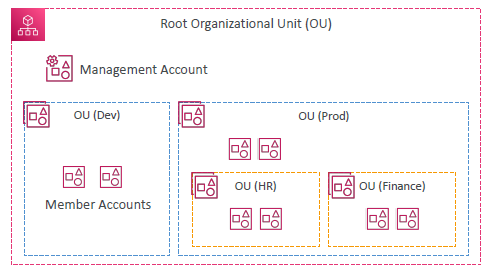 Root Organizational Unit (OU)
Management Account
OU (Dev)
OU (Prod)
Member Accounts
OU (HR)
OU (Finance)